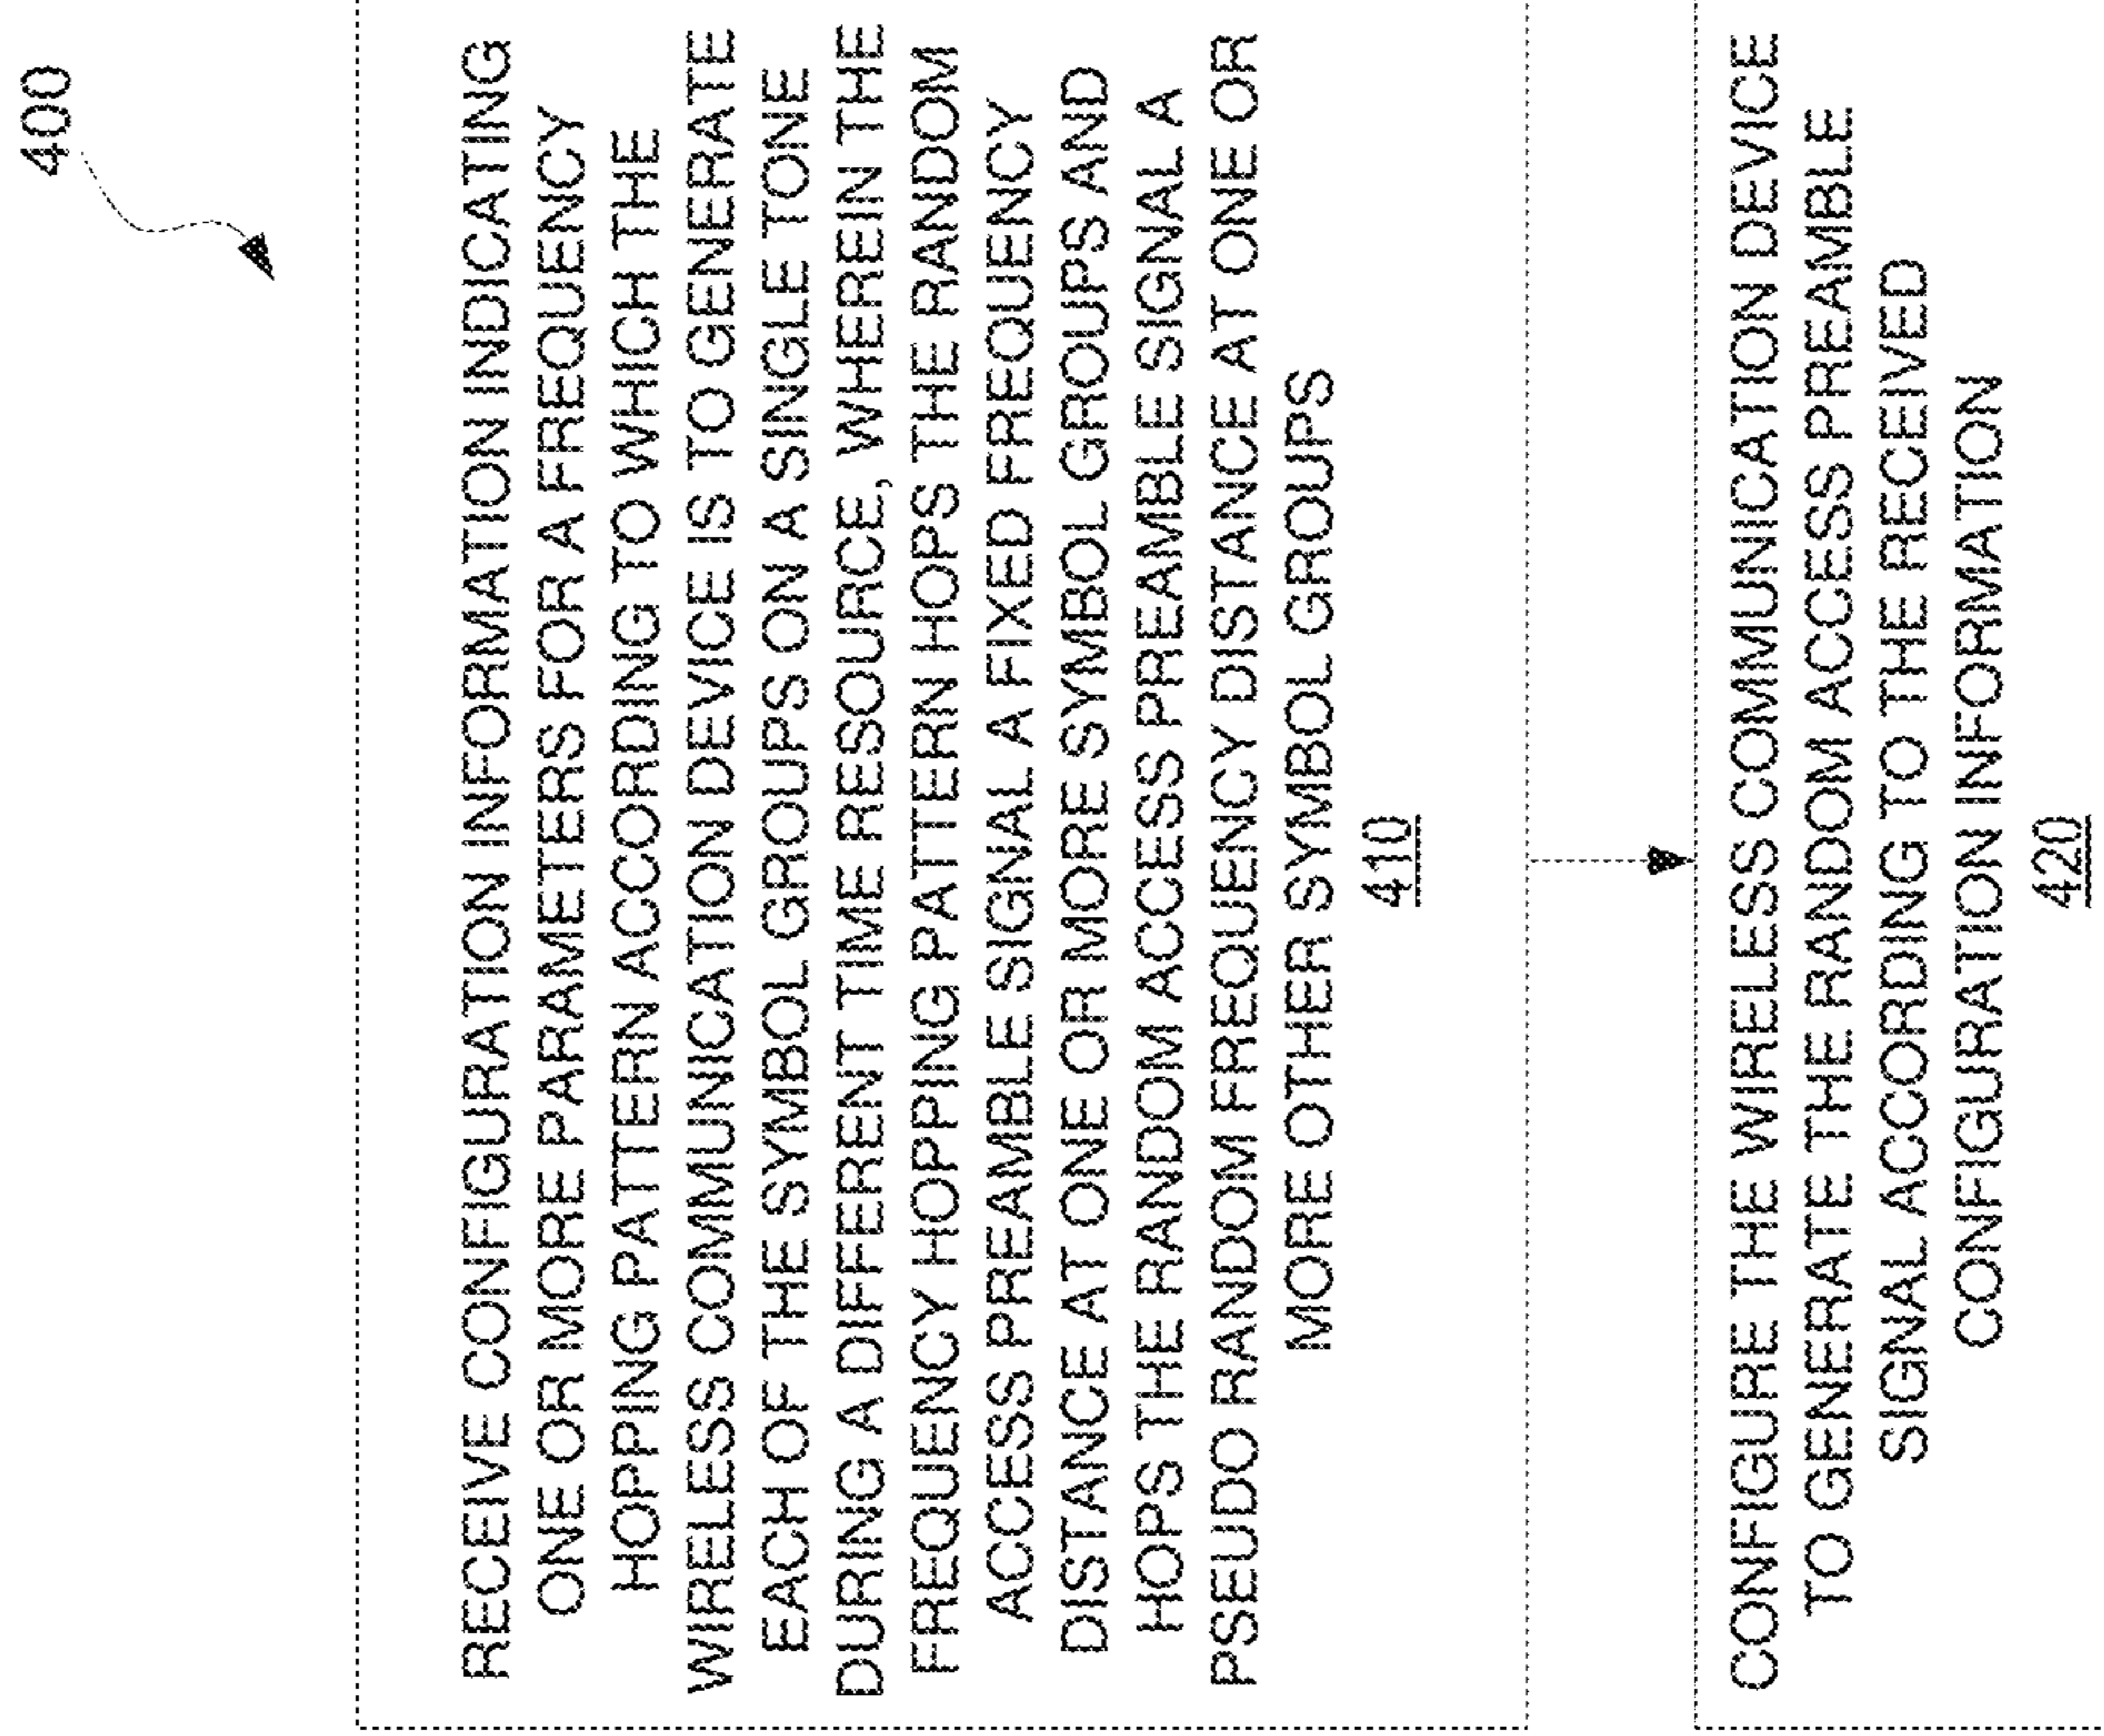 400
RECEIVE CONFIGURATION INFORMATION INDICATING
ONE OR MORE PARAMETERS FOR A FREQUENCY
HOPPING PATTERN ACCORDING TO WHICH THE
WIRELESS COMMUNICATION DEVICE IS TO GENERATE
EACH OF THE SYMBOL GROUPS ON A SINGLE TONE
DURING A DIFFERENT TIME RESOURCE, WHEREIN THE
FREQUENCY HOPPING PATTERN HOPS THE RANDOM
ACCESS PREAMBLE SIGNAL A FIXED FREQUENCY
DISTANCE AT ONE OR MORE SYMBOL GROUPS AND
HOPS THE RANDOM ACCESS PREAMBLE SIGNAL A
PSEUDO RANDOM FREQUENCY DISTANCE AT ONE OR
MORE OTHER SYMBOL GROUPS
410
CONFIGURE THE WIRELESS COMMUNICATION DEVICE
TO GENERATE THE RANDOM ACCESS PREAMBLE
SIGNAL ACCORDING TO THE RECEIVED
CONFIGURATION INFORMATION
420